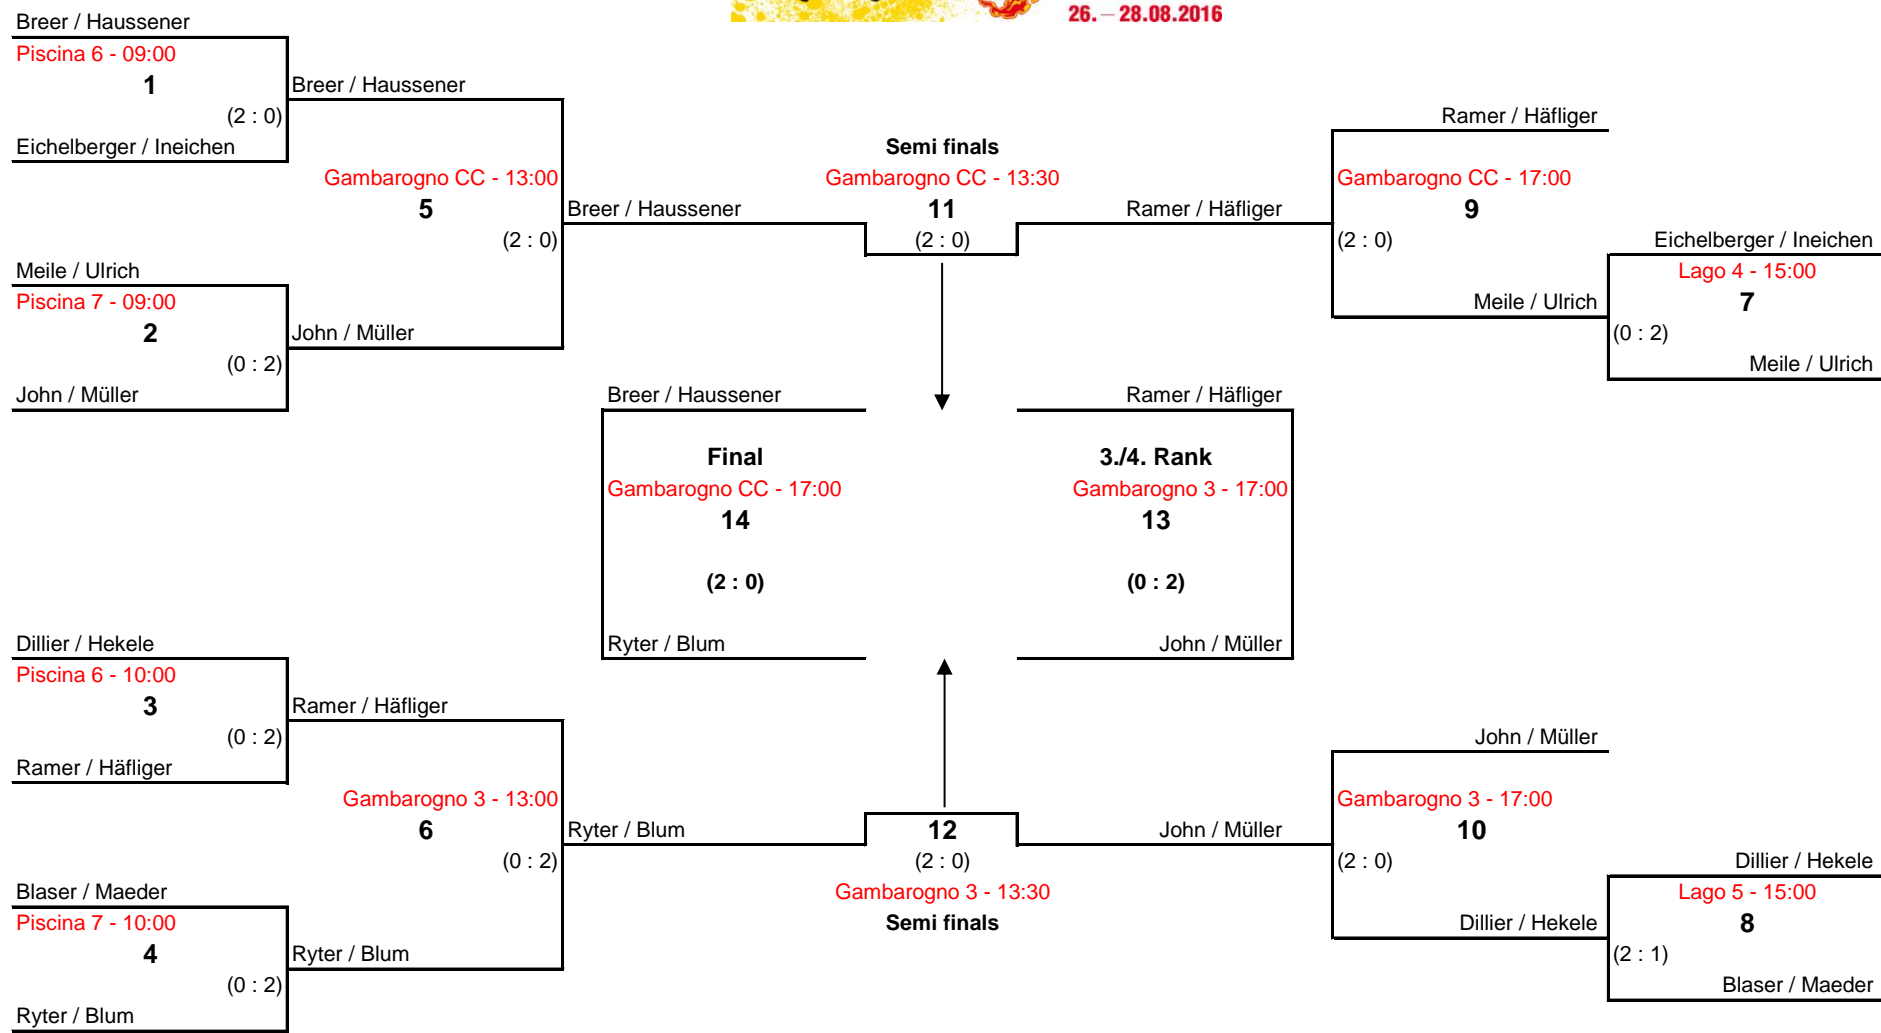 26. – 28.08.2016
Breer / Haussener
Piscina 6 - 09:00
1
(2 : 0)
Eichelberger / Ineichen
Breer / Haussener
Gambarogno CC - 13:00
5
(2 : 0)
Meile / Ulrich
Piscina 7 - 09:00
2
(0 : 2)
John / Müller
John / Müller
Breer / Haussener
Semi finals
Gambarogno CC - 13:30
11
(2 : 0)
Ramer / Häfliger
Ramer / Häfliger
Gambarogno CC - 17:00
9
(2 : 0)
Meile / Ulrich
Eichelberger / Ineichen
Lago 4 - 15:00
7
(0 : 2)
Meile / Ulrich
Breer / Haussener
Final
Gambarogno CC - 17:00
14
(2 : 0)
Ryter / Blum
Ramer / Häfliger
3./4. Rank
Gambarogno 3 - 17:00
13
(0 : 2)
John / Müller
Dillier / Hekele
Piscina 6 - 10:00
3
(0 : 2)
Ramer / Häfliger
Ramer / Häfliger
Gambarogno 3 - 13:00
6
(0 : 2)
Blaser / Maeder
Piscina 7 - 10:00
4
(0 : 2)
Ryter / Blum
Ryter / Blum
Ryter / Blum
12
(2 : 0)
Gambarogno 3 - 13:30
Semi finals
John / Müller
John / Müller
Gambarogno 3 - 17:00
10
(2 : 0)
Dillier / Hekele
Dillier / Hekele
Lago 5 - 15:00
8
(2 : 1)
Blaser / Maeder